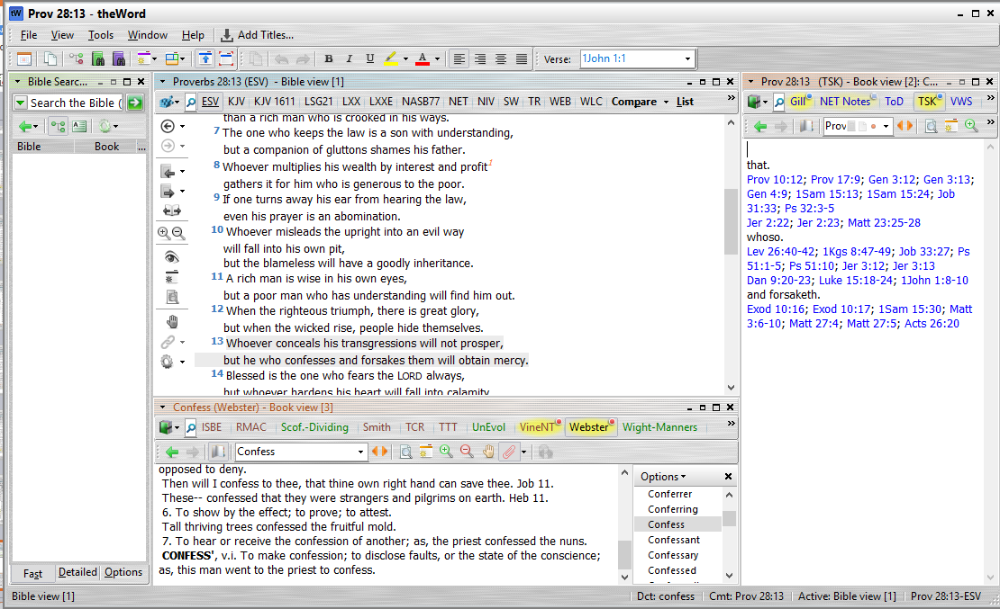 tW Prov 28:13 - theWord
File View Tools Window Help Add Titles...
B I U A Verse: 1John 1:1
Bible Searc...
Search the Bible (
Bible Book ...
Fast Detailed Options
Proverbs 28:13 (ESV) - Bible view [1]
ESV KJV KJV 1611 LSG21 LXX LXXE NASB77 NET NIV SW TR WEB WLC Compare List »
than a rich man who is crooked in his ways.
7 The one who keeps the law is a son with understanding,
but a companion of gluttons shames his father.
8 Whoever multiplies his wealth by interest and profit
gathers it for him who is generous to the poor.
9 If one turns away his ear from hearing the law,
even his prayer is an abomination.
10 Whoever misleads the upright into an evil way
will fall into his own pit,
but the blameless will have a goodly inheritance.
11 A rich man is wise in his own eyes,
but a poor man who has understanding will find him out.
12 When the righteous triumph, there is great glory,
but when the wicked rise, people hide themselves.
13 Whoever conceals his transgressions will not prosper,
but he who confesses and forsakes them will obtain mercy.
14 Blessed is the one who fears the LORD always,
but whoever hardens his heart will fall into calamity
Confess (Webster) - Book view [3]
ISBE RMAC Scof.-Dividing Smith TCR TTT UnEvol VineNT Webster Wight-Manners »
Confess
opposed to deny.
Then will I confess to thee, that thine own right hand can save thee. Job 11.
These-- confessed that they were strangers and pilgrims on earth. Heb 11.
6. To show by the effect; to prove; to attest.
Tall thriving trees confessed the fruitful mold.
7. To hear or receive the confession of another; as, the priest confessed the nuns.
CONFESS', v.i. To make confession; to disclose faults, or the state of the conscience;
as, this man went to the priest to confess.
Options
Conferrer
Conferring
Confess
Confessant
Confessary
Confessed
Prov 28:13 (TSK) - Book view [2]: C...
Gill NET Notes ToD TSK VWS »
Prov »
that.
Prov 10:12; Prov 17:9; Gen 3:12; Gen 3:13;
Gen 4:9; 1Sam 15:13; 1Sam 15:24; Job
31:33; Ps 32:3-5
Jer 2:22; Jer 2:23; Matt 23:25-28
whoso.
Lev 26:40-42; 1Kgs 8:47-49; Job 33:27; Ps
51:1-5; Ps 51:10; Jer 3:12; Jer 3:13
Dan 9:20-23; Luke 15:18-24; 1John 1:8-10
and forsaketh.
Exod 10:16; Exod 10:17; 1Sam 15:30; Matt
3:6-10; Matt 27:4; Matt 27:5; Acts 26:20
Bible view [1] Dct: confess Cmt: Prov 28:13 Active: Bible view [1] Prov 28:13-ESV